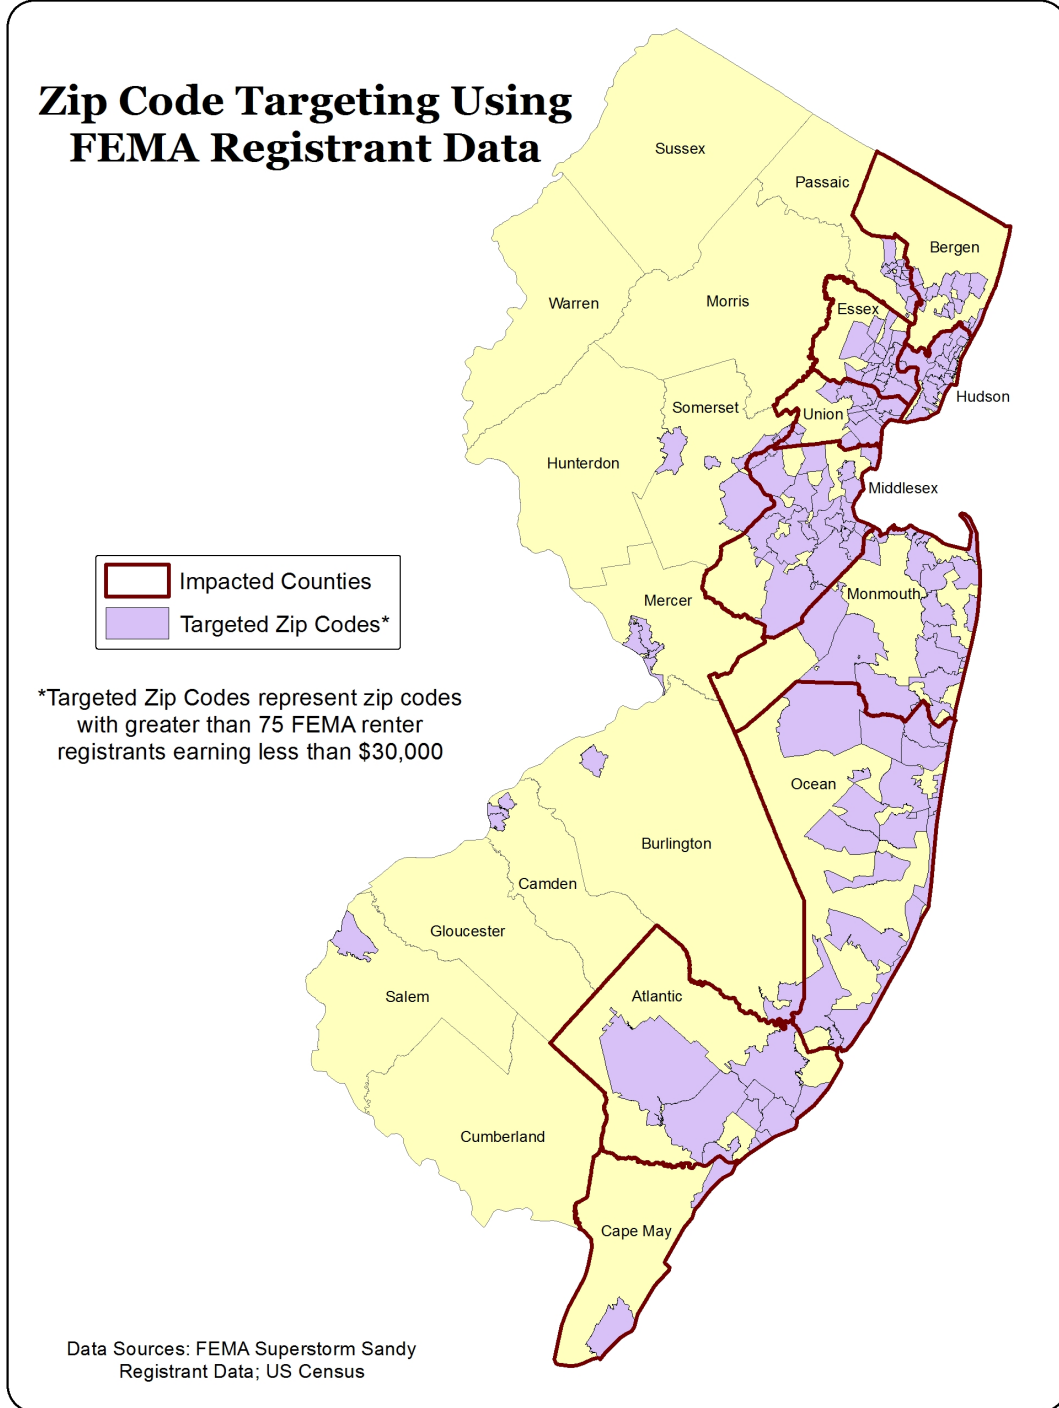 Zip Code Targeting Using
FEMA Registrant Data
Sussex
Passaic
Bergen
Warren
Morris
Essex
Hudson
Somerset
Union
Hunterdon
Middlesex
Impacted Counties
Targeted Zip Codes*
Mercer
Monmouth
*Targeted Zip Codes represent zip codes
with greater than 75 FEMA renter
registrants earning less than $30,000
Ocean
Burlington
Camden
Gloucester
Salem
Atlantic
Cumberland
Cape May
Data Sources: FEMA Superstorm Sandy
Registrant Data; US Census